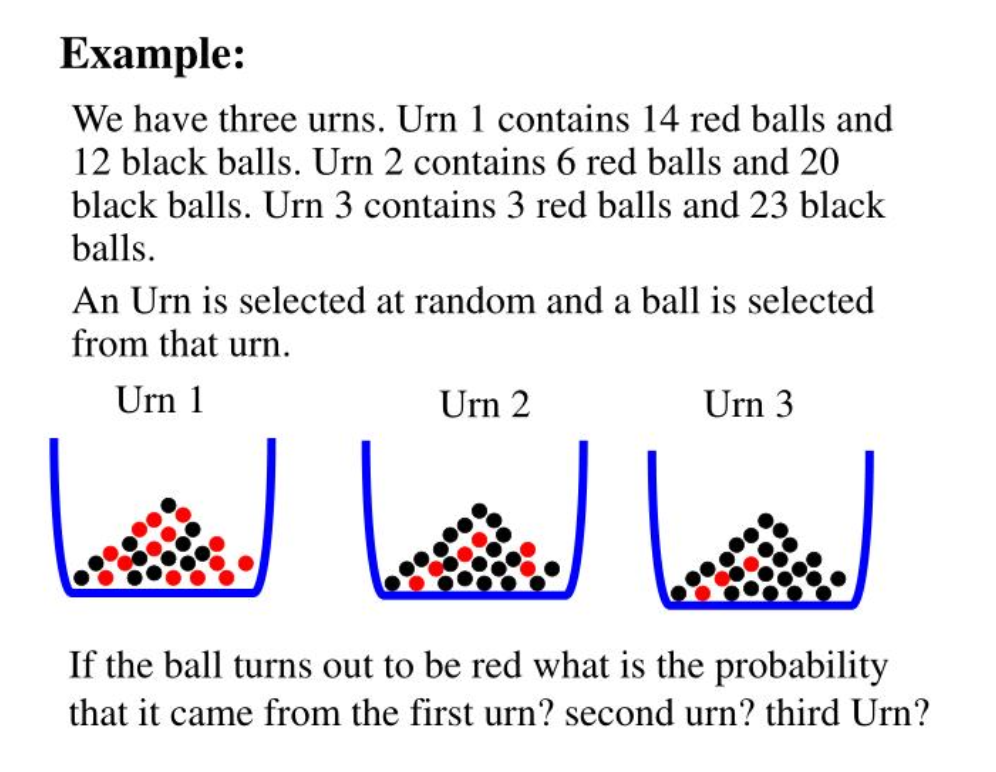 Example:
We have three urns. Urn 1 contains 14 red balls and
12 black balls. Urn 2 contains 6 red balls and 20
black balls. Urn 3 contains 3 red balls and 23 black
balls.
An Urn is selected at random and a ball is selected
from that urn.
Urn 1
Urn 2
Urn 3
If the ball turns out to be red what is the probability
that it came from the first urn? second urn? third Urn?